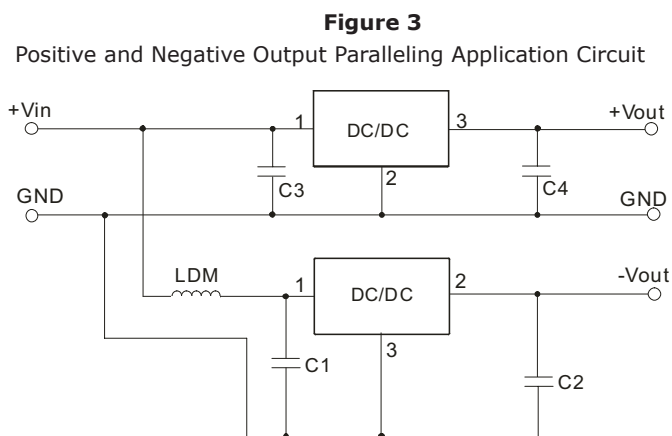 Figure 3
Positive and Negative Output Paralleling Application Circuit
+Vin
1
DC/DC
3
+Vout
2
C3
C4
GND
GND
LDM
1
DC/DC
2
-Vout
3
C1
C2